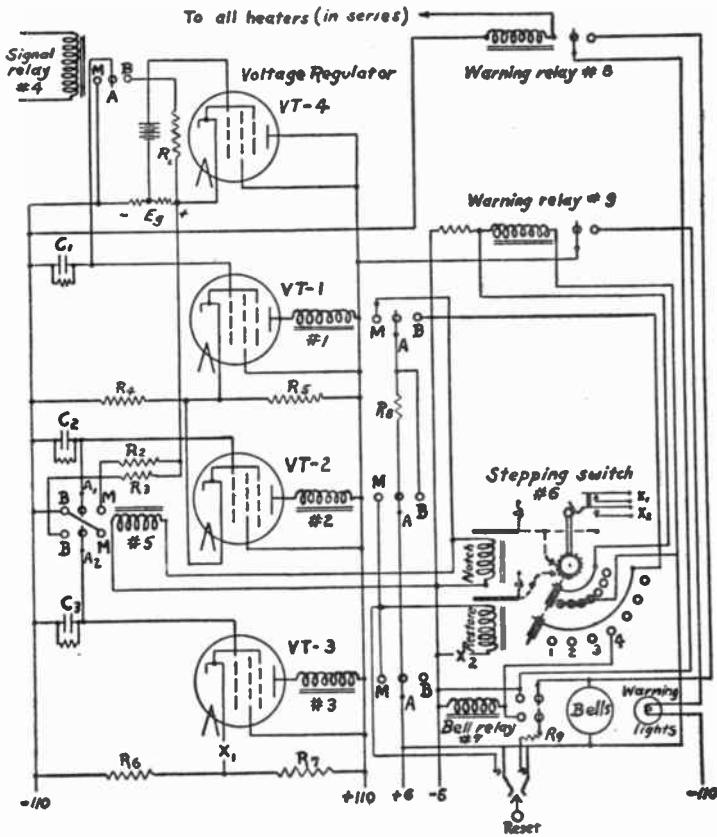 To all heaters (in series)
Signal relay #4
M
A
B
Voltage Regulator
VT-4
Warning relay #8
R1
- Eg +
Warning relay #9
C1
VT-1
#1
M
A
B
R4
R5
R8
C2
R2
R3
VT-2
#2
A1
B
M
B
M
A2
#5
M
A
B
Stepping switch #6
X1
X2
Notch
Restore
C3
VT-3
#3
X1
X2
M
A
B
1
2
3
4
Bell relay #7
R9
Bells
Warning lights
R6
R7
-110
+110
+6
-6
Reset
-110